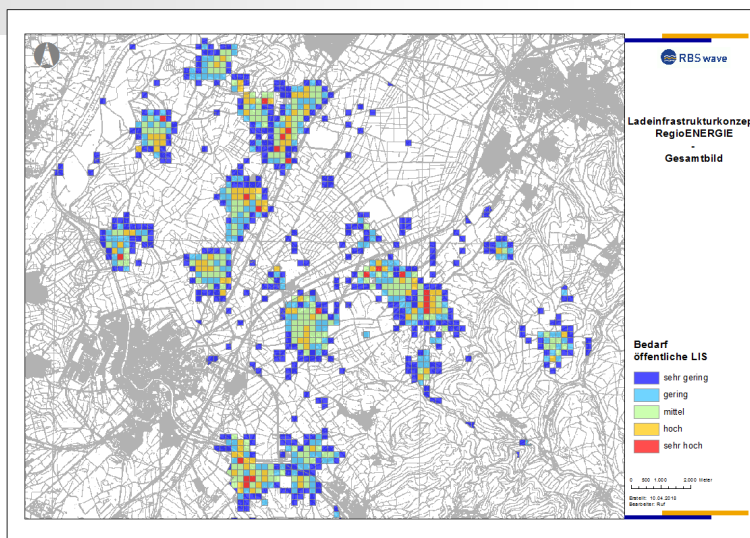 RBS wave
Ladeinfrastrukturkonzep
RegioENERGIE
-
Gesamtbild
Bedarf
öffentliche LIS
sehr gering
gering
mittel
hoch
sehr hoch
0 500 1.000 2.000 Meter
Erstellt: 10.04.2018
Bearbeiter: Ruf